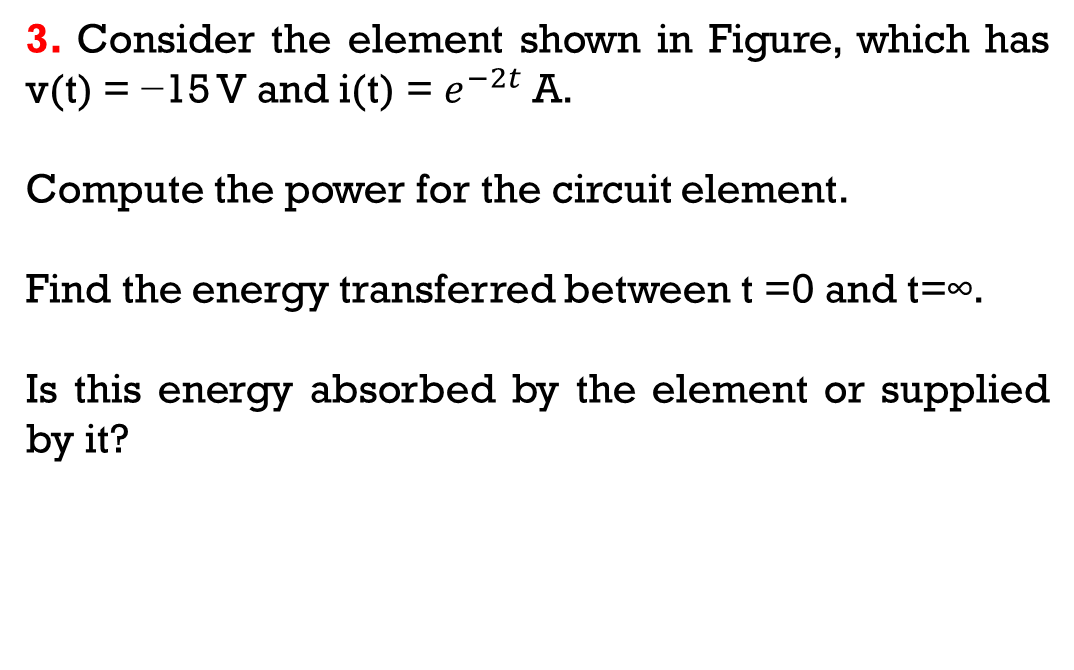 3. Consider the element shown in Figure, which has
v(t) = −15 V and i(t) = e⁻²ᵗ A.
Compute the power for the circuit element.
Find the energy transferred between t =0 and t=∞.
Is this energy absorbed by the element or supplied
by it?